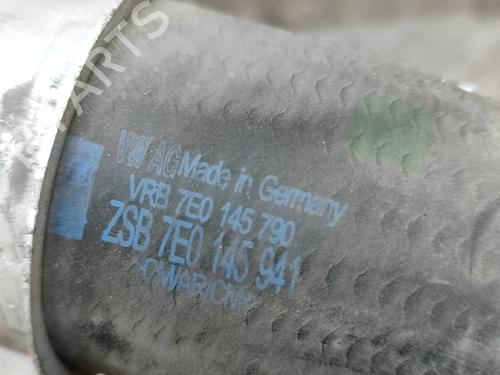 VW AG Made in Germany
VRB 7E0 145 790
ZSB 7E0 145 941